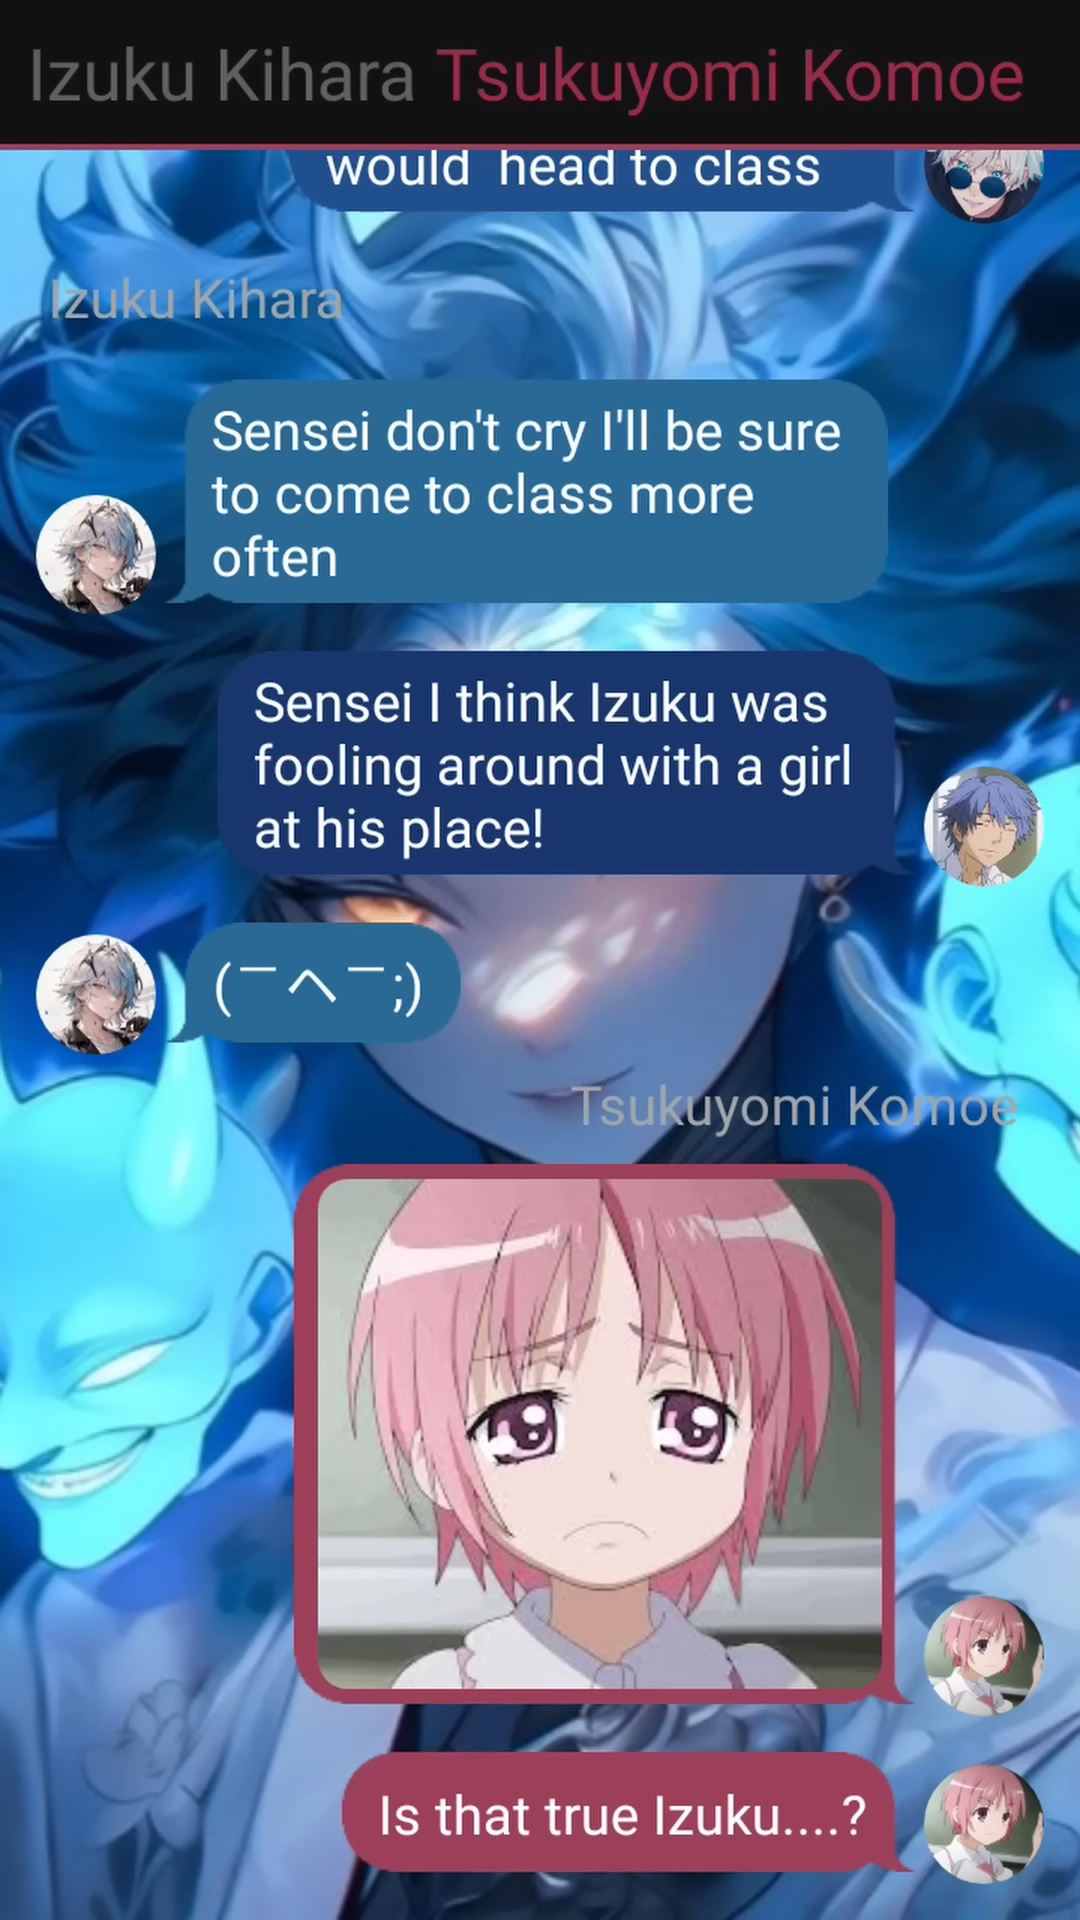 Izuku Kihara Tsukuyomi Komoe
would  head to class
Izuku Kihara
Sensei don't cry I'll be sure
to come to class more
often
Sensei I think Izuku was
fooling around with a girl
at his place!
(￣ヘ￣;)
Tsukuyomi Komoe
Is that true Izuku....?